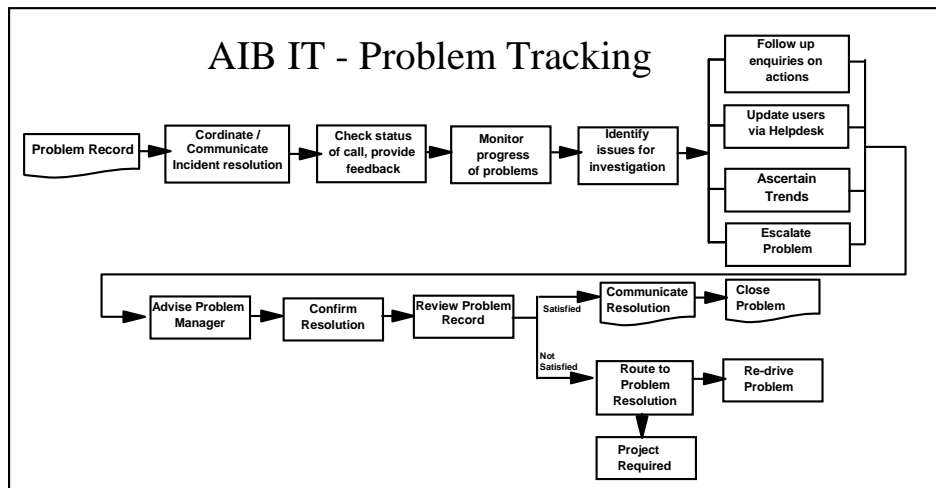 AIB IT - Problem Tracking
Problem Record
Cordinate /
Communicate
Incident resolution
Check status
of call, provide
feedback
Monitor
progress
of problems
Identify
issues for
investigation
Follow up
enquiries on
actions
Update users
via Helpdesk
Ascertain
Trends
Escalate
Problem
Advise Problem
Manager
Confirm
Resolution
Review Problem
Record
Satisfied
Communicate
Resolution
Close
Problem
Not
Satisfied
Route to
Problem
Resolution
Re-drive
Problem
Project
Required